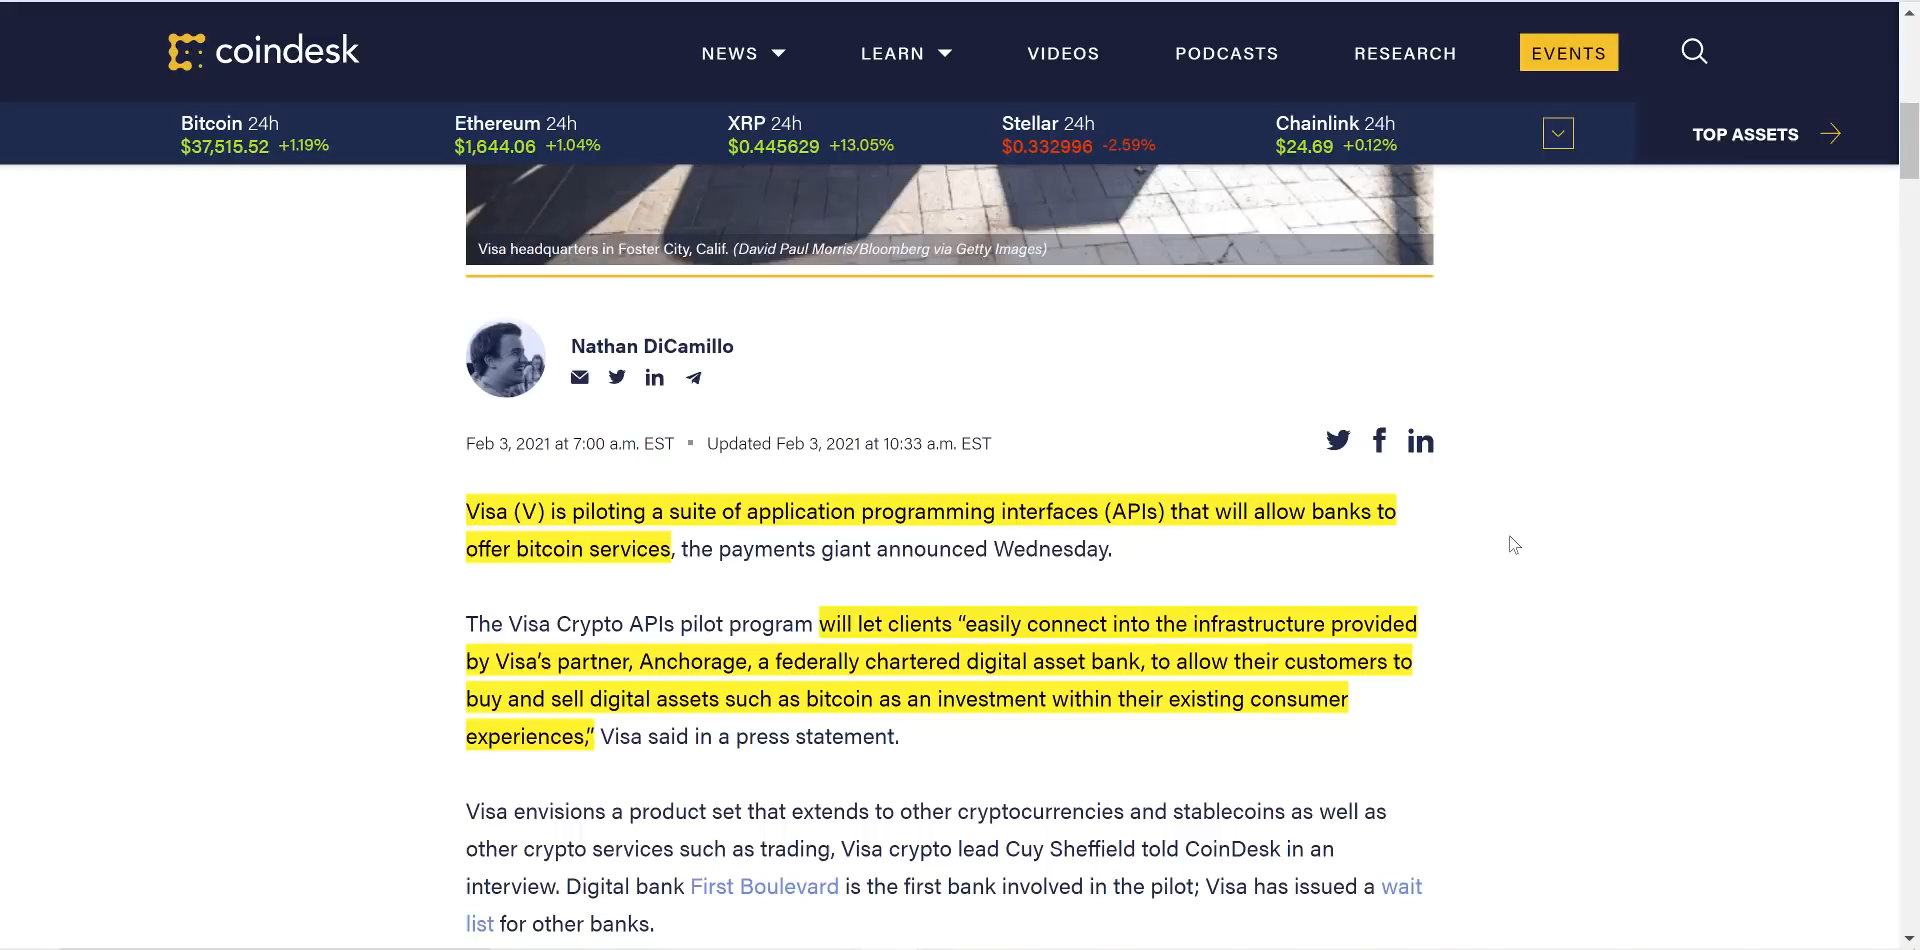 coindesk
NEWS LEARN VIDEOS PODCASTS RESEARCH EVENTS
Bitcoin 24h
$37,515.52 +1.19%
Ethereum 24h
$1,644.06 +1.04%
XRP 24h
$0.445629 +13.05%
Stellar 24h
$0.332996 -2.59%
Chainlink 24h
$24.69 +0.12%
TOP ASSETS
Visa headquarters in Foster City, Calif. (David Paul Morris/Bloomberg via Getty Images)
Nathan DiCamillo
Feb 3, 2021 at 7:00 a.m. EST ▪ Updated Feb 3, 2021 at 10:33 a.m. EST
Visa (V) is piloting a suite of application programming interfaces (APIs) that will allow banks to
offer bitcoin services, the payments giant announced Wednesday.
The Visa Crypto APIs pilot program will let clients “easily connect into the infrastructure provided
by Visa’s partner, Anchorage, a federally chartered digital asset bank, to allow their customers to
buy and sell digital assets such as bitcoin as an investment within their existing consumer
experiences,” Visa said in a press statement.
Visa envisions a product set that extends to other cryptocurrencies and stablecoins as well as
other crypto services such as trading, Visa crypto lead Cuy Sheffield told CoinDesk in an
interview. Digital bank First Boulevard is the first bank involved in the pilot; Visa has issued a wait
list for other banks.